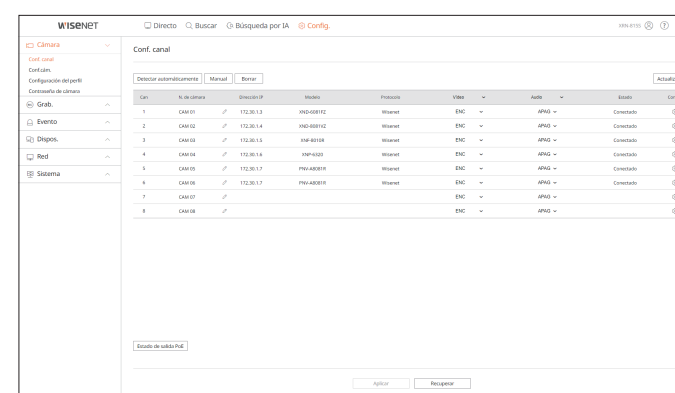 WISENET Directo Buscar Búsqueda por IA Config.
Cámara
Conf. canal
Conf.cám.
Configuración del perfil
Contraseña de cámara
Grab.
Evento
Dispos.
Red
Sistema
Conf. canal
Detectar automáticamente Manual Borrar
Can N. de cámara Dirección IP Modelo Protocolo Vídeo Audio Estado
1 CAM 01 172.30.1.3 XND-6081FZ Wisenet ENC APAG Conectado
2 CAM 02 172.30.1.4 XND-8081VZ Wisenet ENC APAG Conectado
3 CAM 03 172.30.1.5 XNF-8010R Wisenet ENC APAG Conectado
4 CAM 04 172.30.1.6 XNP-6320 Wisenet ENC APAG Conectado
5 CAM 05 172.30.1.7 PNV-A8081R Wisenet ENC APAG Conectado
6 CAM 06 172.30.1.7 PNV-A8081R Wisenet ENC APAG Conectado
7 CAM 07 ENC APAG
8 CAM 08 ENC APAG
Estado de salida PoE
Aplicar Recuperar